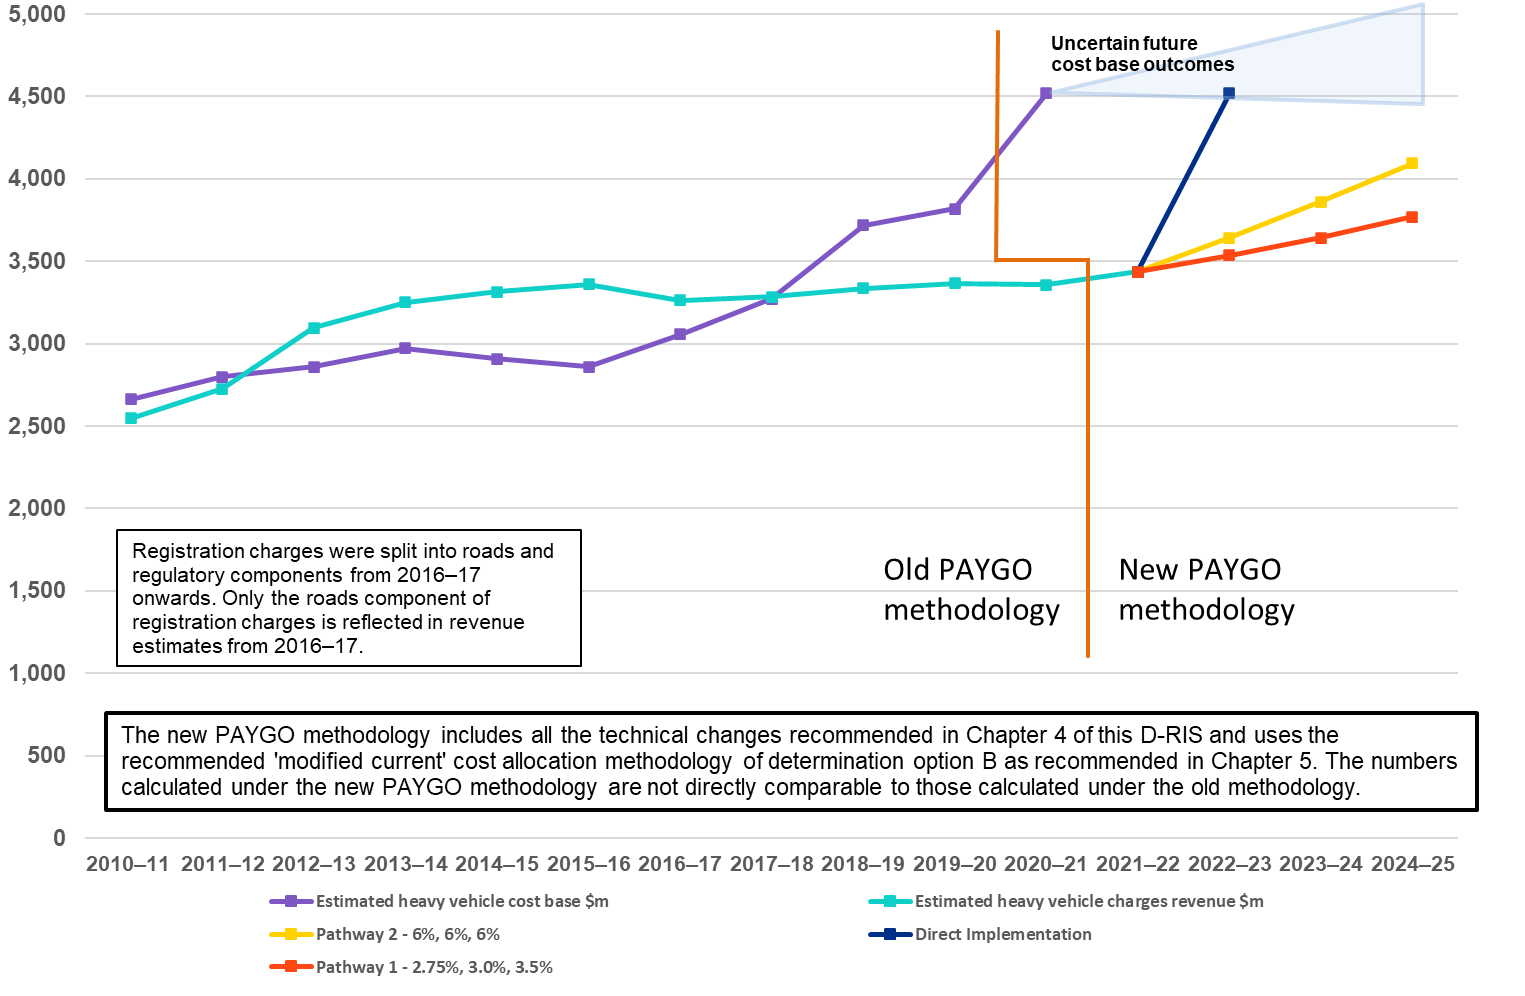 5,000
4,500
4,000
3,500
3,000
2,500
2,000
1,500
1,000
500
0
Uncertain future
cost base outcomes
Old PAYGO
methodology
New PAYGO
methodology
Registration charges were split into roads and
regulatory components from 2016–17
onwards. Only the roads component of
registration charges is reflected in revenue
estimates from 2016–17.
The new PAYGO methodology includes all the technical changes recommended in Chapter 4 of this D-RIS and uses the
recommended 'modified current' cost allocation methodology of determination option B as recommended in Chapter 5. The numbers
calculated under the new PAYGO methodology are not directly comparable to those calculated under the old methodology.
2010–11 2011–12 2012–13 2013–14 2014–15 2015–16 2016–17 2017–18 2018–19 2019–20 2020–21 2021–22 2022–23 2023–24 2024–25
Estimated heavy vehicle cost base $m
Estimated heavy vehicle charges revenue $m
Pathway 2 - 6%, 6%, 6%
Direct Implementation
Pathway 1 - 2.75%, 3.0%, 3.5%